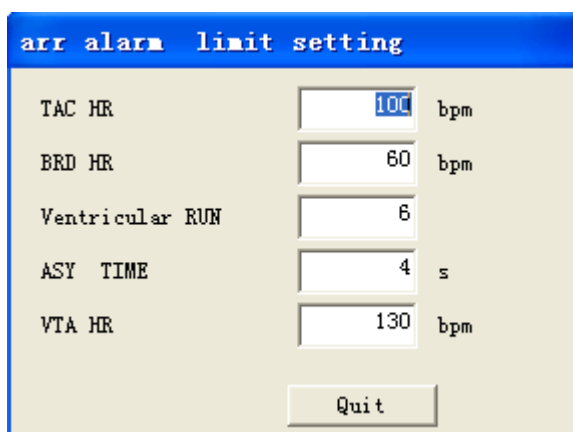 arr alarm limit setting
TAC HR 100 bpm
BRD HR 60 bpm
Ventricular RUN 6
ASY TIME 4 s
VTA HR 130 bpm
Quit